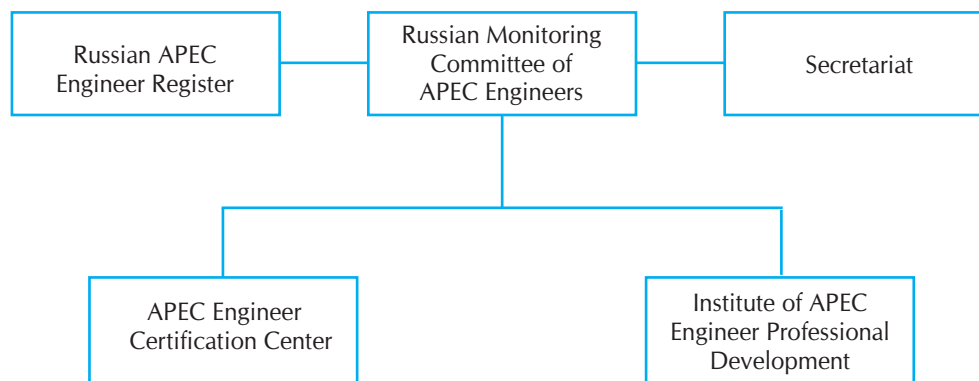 Russian APEC
Engineer Register
Russian Monitoring
Committee of
APEC Engineers
Secretariat
APEC Engineer
Certification Center
Institute of APEC
Engineer Professional
Development